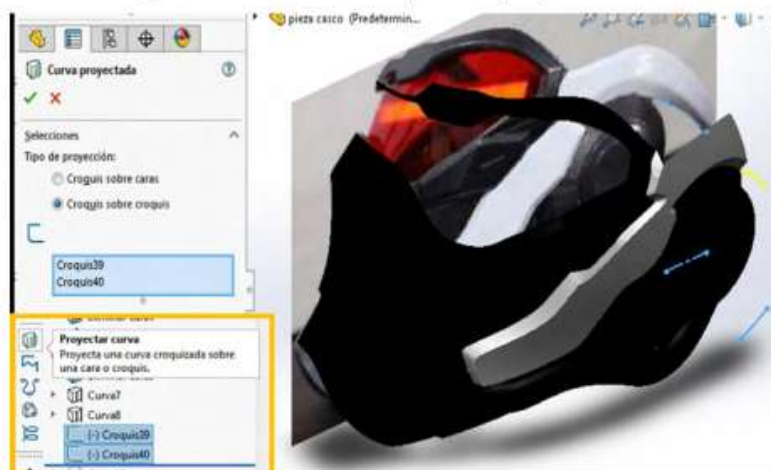 pieza casco (Predetermin...
Curva proyectada
Selecciones
Tipo de proyección:
Croquis sobre caras
Croquis sobre croquis
Croquis39
Croquis40
Proyectar curva
Proyecta una curva croquizada sobre
una cara o croquis.
Curva7
Curva8
(-) Croquis39
(-) Croquis40